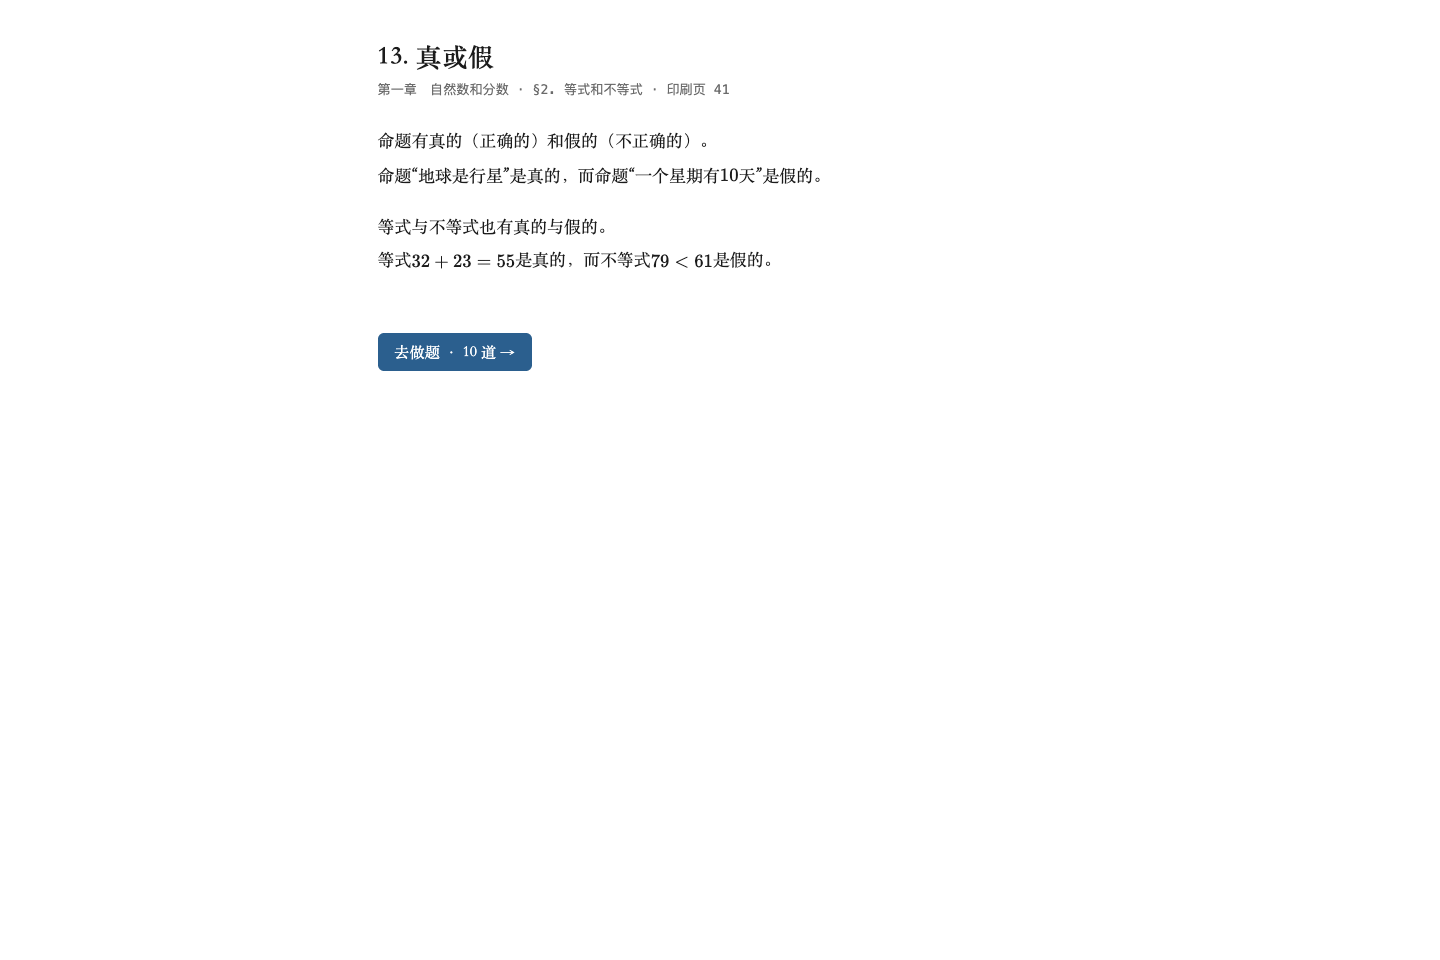 13. 真或假
第一章　自然数和分数 · §2. 等式和不等式 · 印刷页 41
命题有真的（正确的）和假的（不正确的）。
命题“地球是行星”是真的，而命题“一个星期有10天”是假的。
等式与不等式也有真的与假的。
等式32 + 23 = 55是真的，而不等式79 < 61是假的。
去做题 · 10 道 →